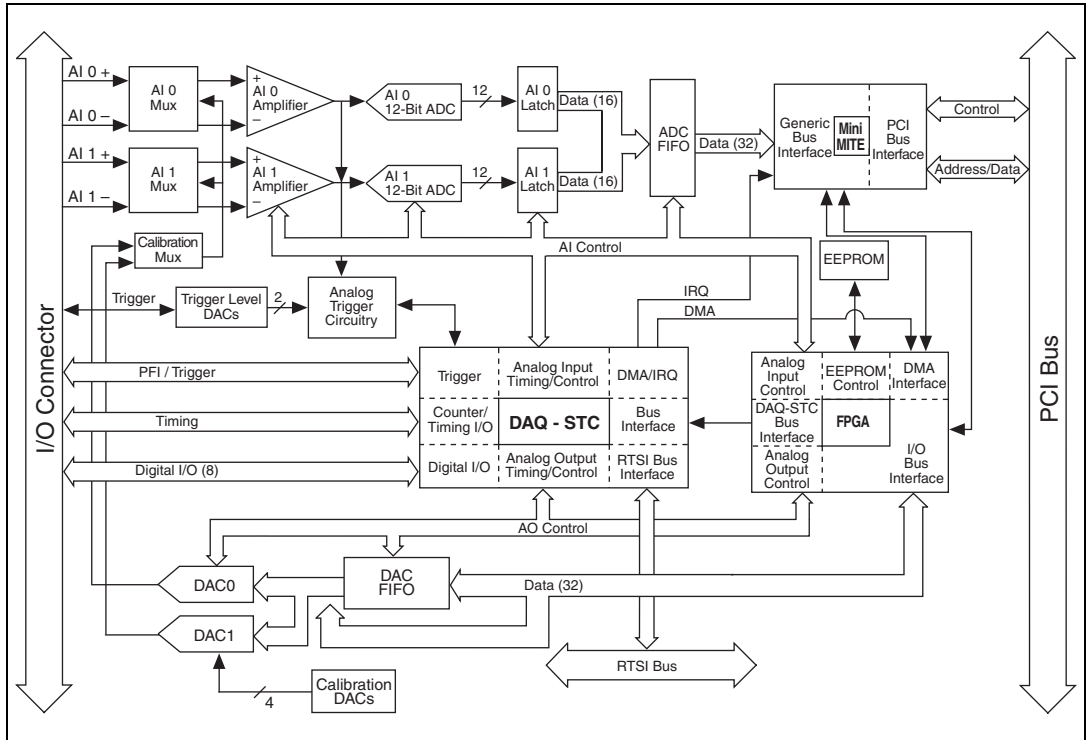 AI 0 +
AI 0 –
AI 1 +
AI 1 –
AI 0
Mux
AI 1
Mux
+
AI 0
Amplifier
–
+
AI 1
Amplifier
–
AI 0
12-Bit ADC
AI 1
12-Bit ADC
12
12
AI 0
Latch
AI 1
Latch
Data (16)
Data (16)
ADC
FIFO
Data (32)
Generic
Bus
Interface
Mini
MITE
PCI
Bus
Interface
Control
Address/Data
Calibration
Mux
AI Control
EEPROM
Trigger
Trigger Level
DACs
2
Analog
Trigger
Circuitry
IRQ
DMA
I/O Connector
PCI Bus
PFI / Trigger
Timing
Digital I/O (8)
Trigger
Analog Input
Timing/Control
DMA/IRQ
Counter/
Timing I/O
DAQ - STC
Bus
Interface
Digital I/O
Analog Output
Timing/Control
RTSI Bus
Interface
Analog
Input
Control
EEPROM
Control
DMA
Interface
DAQ-STC
Bus
Interface
FPGA
Analog
Output
Control
I/O
Bus
Interface
AO Control
DAC0
DAC
FIFO
Data (32)
DAC1
RTSI Bus
4
Calibration
DACs